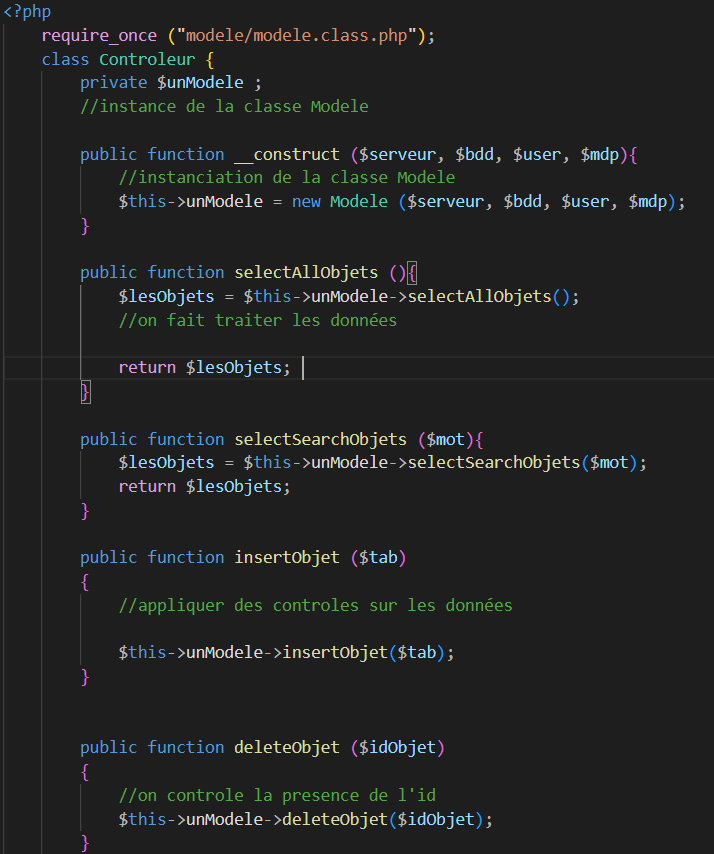 <?php
require_once ("modele/modele.class.php");
class Controleur {
private $unModele ;
//instance de la classe Modele
public function __construct ($serveur, $bdd, $user, $mdp){
//instanciation de la classe Modele
$this->unModele = new Modele ($serveur, $bdd, $user, $mdp);
}
public function selectAllObjets (){
$lesObjets = $this->unModele->selectAllObjets();
//on fait traiter les données
return $lesObjets;
}
public function selectSearchObjets ($mot){
$lesObjets = $this->unModele->selectSearchObjets($mot);
return $lesObjets;
}
public function insertObjet ($tab)
{
//appliquer des controles sur les données
$this->unModele->insertObjet($tab);
}
public function deleteObjet ($idObjet)
{
//on controle la presence de l'id
$this->unModele->deleteObjet($idObjet);
}